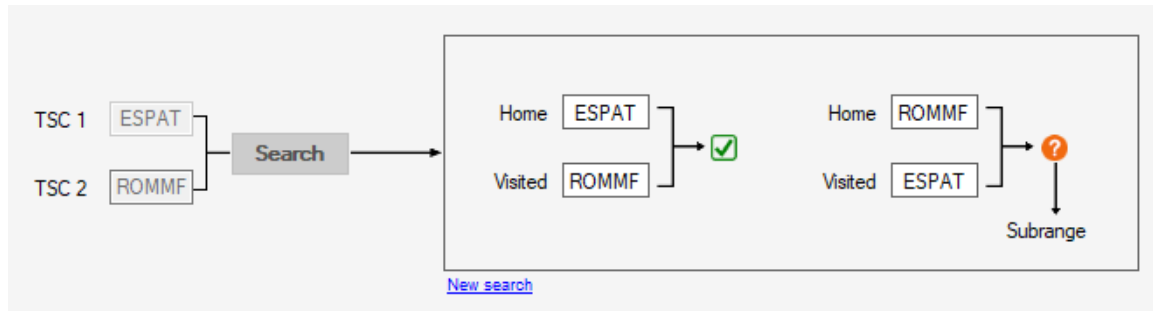 TSC 1 ESPAT
TSC 2 ROMMF
Search
Home ESPAT
Visited ROMMF
Home ROMMF
Visited ESPAT
?
Subrange
New search